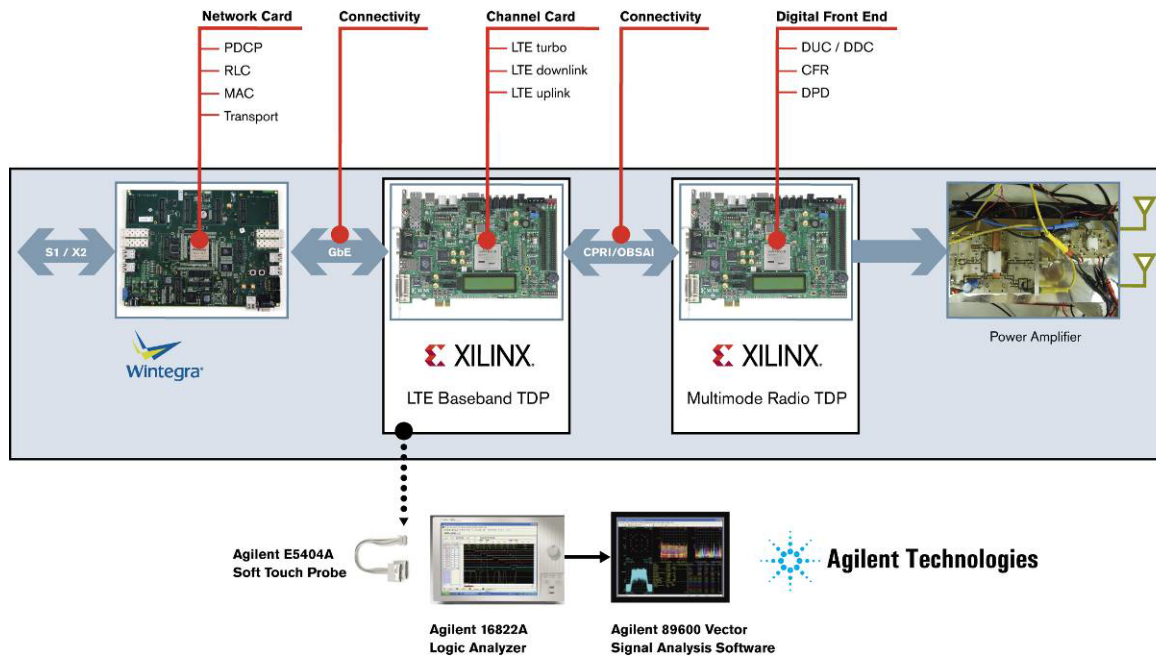 Network Card
PDCP
RLC
MAC
Transport
Connectivity
Channel Card
LTE turbo
LTE downlink
LTE uplink
Connectivity
Digital Front End
DUC / DDC
CFR
DPD
S1 / X2
GbE
CPRI/OBSAI
Wintegra®
XILINX®
LTE Baseband TDP
XILINX®
Multimode Radio TDP
Power Amplifier
Agilent E5404A
Soft Touch Probe
Agilent 16822A
Logic Analyzer
Agilent 89600 Vector
Signal Analysis Software
Agilent Technologies